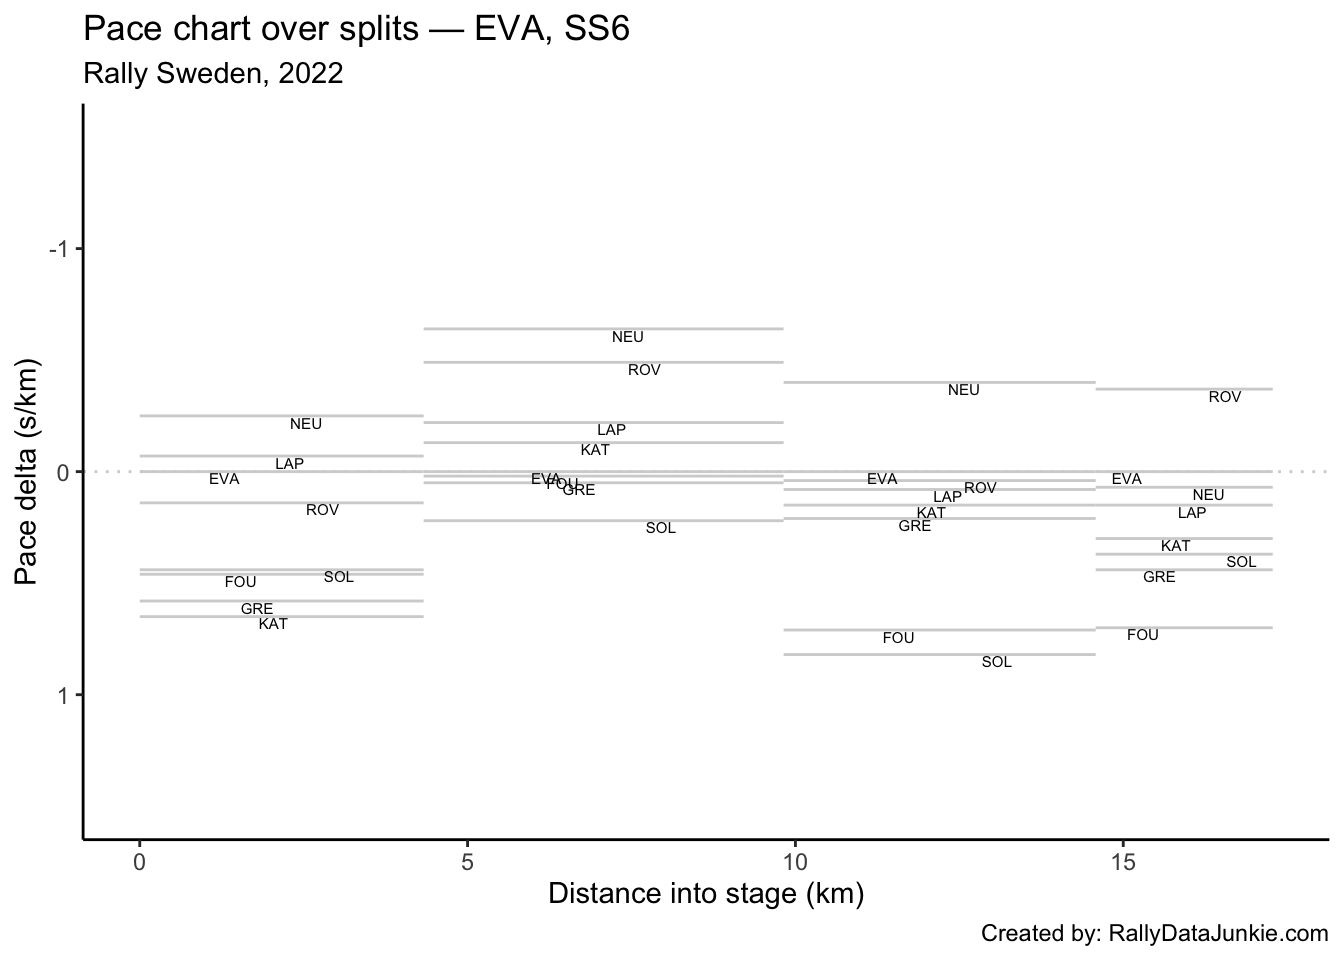 Pace chart over splits — EVA, SS6
Rally Sweden, 2022
Pace delta (s/km)
-1
0
1
NEU
LAP
EVA
ROV
FOU
SOL
GRE
KAT
NEU
ROV
LAP
KAT
EVA
FOU
GRE
SOL
NEU
EVA
ROV
LAP
KAT
GRE
FOU
SOL
ROV
EVA
NEU
LAP
KAT
SOL
GRE
FOU
0 5 10 15
Distance into stage (km)
Created by: RallyDataJunkie.com